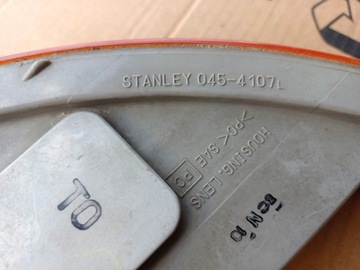 STANLEY 045-4107L
>PC< SAE
HOUSING, LENS
PC
TO